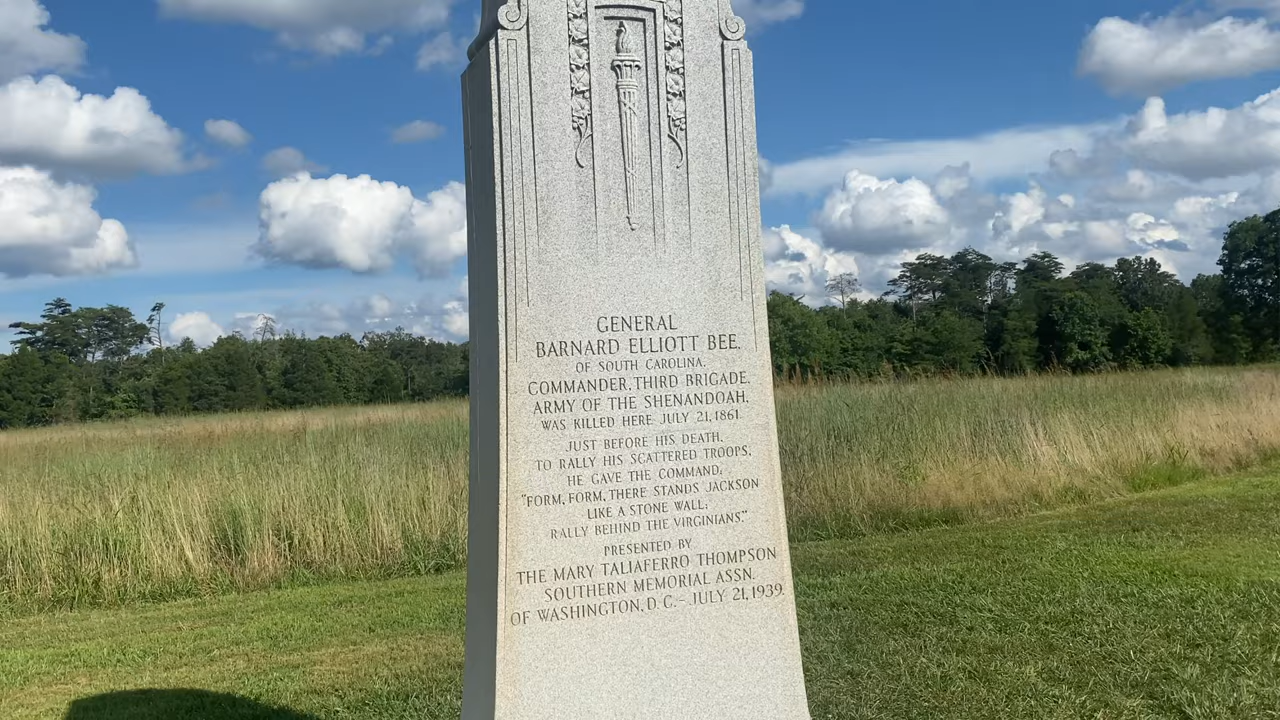 GENERAL
BARNARD ELLIOTT BEE,
OF SOUTH CAROLINA,
COMMANDER, THIRD BRIGADE,
ARMY OF THE SHENANDOAH,
WAS KILLED HERE JULY 21, 1861.
JUST BEFORE HIS DEATH,
TO RALLY HIS SCATTERED TROOPS,
HE GAVE THE COMMAND;
"FORM, FORM, THERE STANDS JACKSON
LIKE A STONE WALL;
RALLY BEHIND THE VIRGINIANS."
PRESENTED BY
THE MARY TALIAFERRO THOMPSON
SOUTHERN MEMORIAL ASSN.
OF WASHINGTON, D. C. – JULY 21, 1939.